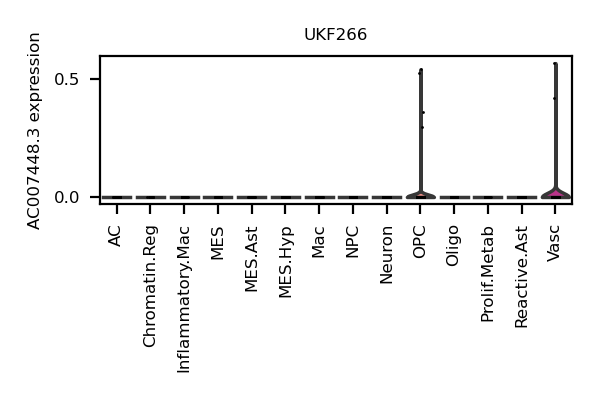 UKF266
AC007448.3 expression
0.5
0.0
AC
Chromatin.Reg
Inflammatory.Mac
MES
MES.Ast
MES.Hyp
Mac
NPC
Neuron
OPC
Oligo
Prolif.Metab
Reactive.Ast
Vasc